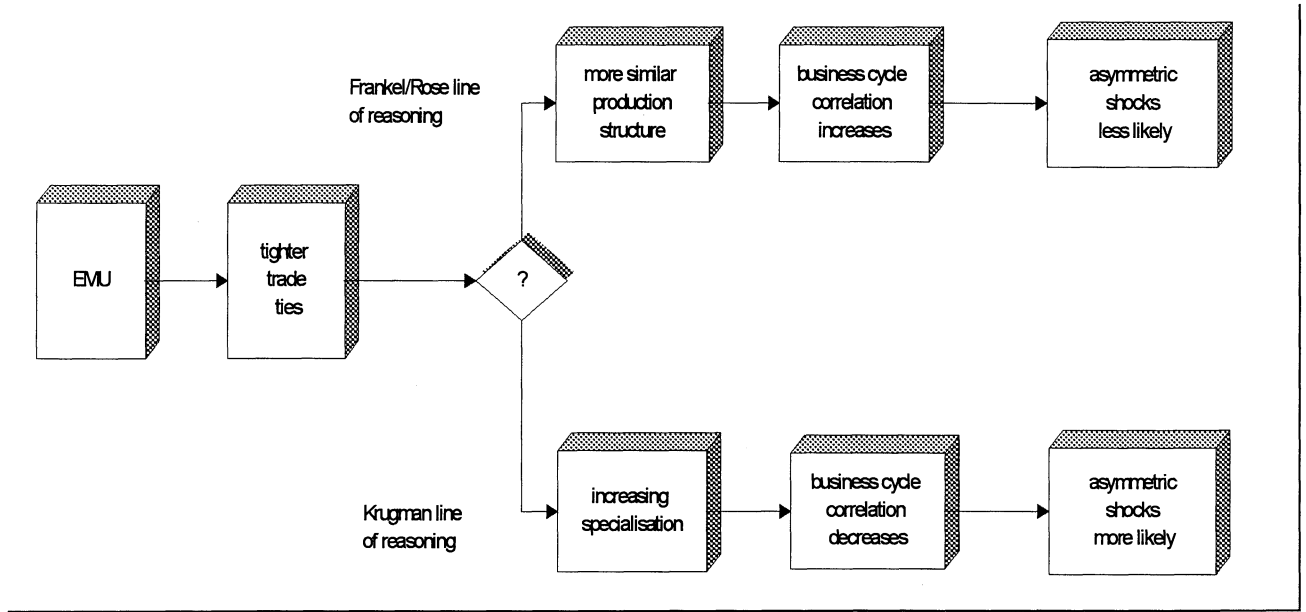 Frankel/Rose line
of reasoning
more similar
production
structure
business cycle
correlation
increases
asymmetric
shocks
less likely
EMU
tighter
trade
ties
?
Krugman line
of reasoning
increasing
specialisation
business cycle
correlation
decreases
asymmetric
shocks
more likely